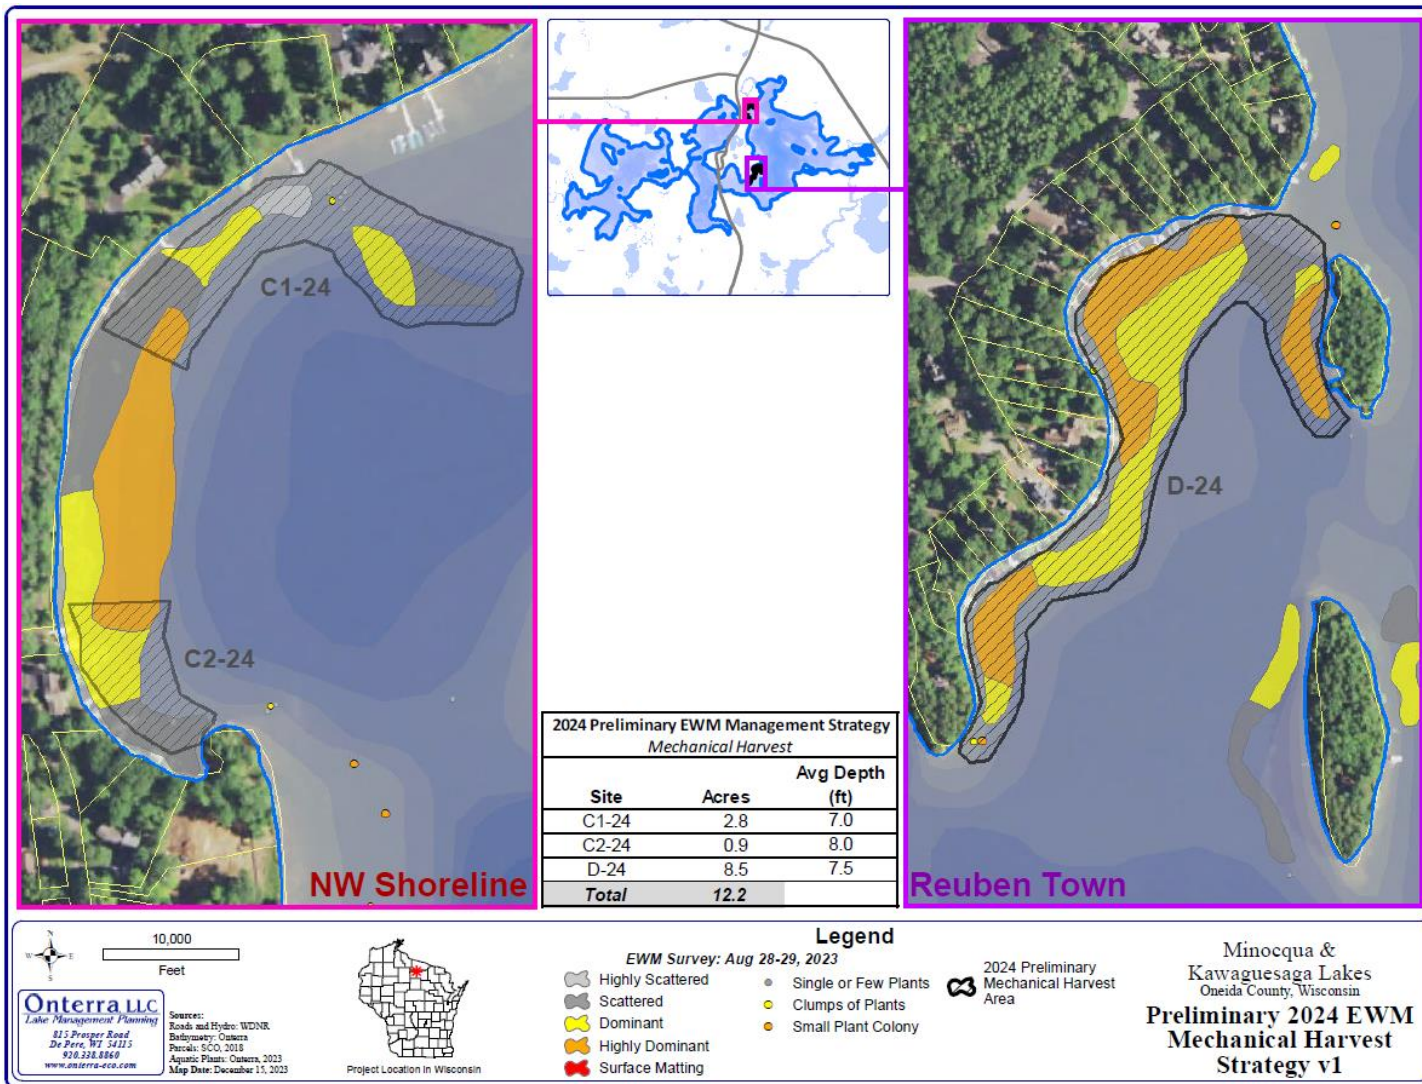 C1-24
C2-24
NW Shoreline
D-24
Reuben Town
2024 Preliminary EWM Management Strategy
Mechanical Harvest
Site Acres Avg Depth (ft)
C1-24 2.8 7.0
C2-24 0.9 8.0
D-24 8.5 7.5
Total 12.2
N
W E
S
10,000
Feet
Onterra LLC
Lake Management Planning
815 Prosper Road
De Pere, WI 54115
920.338.8860
www.onterra-eco.com
Sources:
Roads and Hydro: WDNR
Bathymetry: Onterra
Parcels: SCO, 2018
Aquatic Plants: Onterra, 2023
Map Date: December 15, 2023
Project Location in Wisconsin
Legend
EWM Survey: Aug 28-29, 2023
Highly Scattered
Scattered
Dominant
Highly Dominant
Surface Matting
Single or Few Plants
Clumps of Plants
Small Plant Colony
2024 Preliminary
Mechanical Harvest
Area
Minocqua &
Kawaguesaga Lakes
Oneida County, Wisconsin
Preliminary 2024 EWM
Mechanical Harvest
Strategy v1